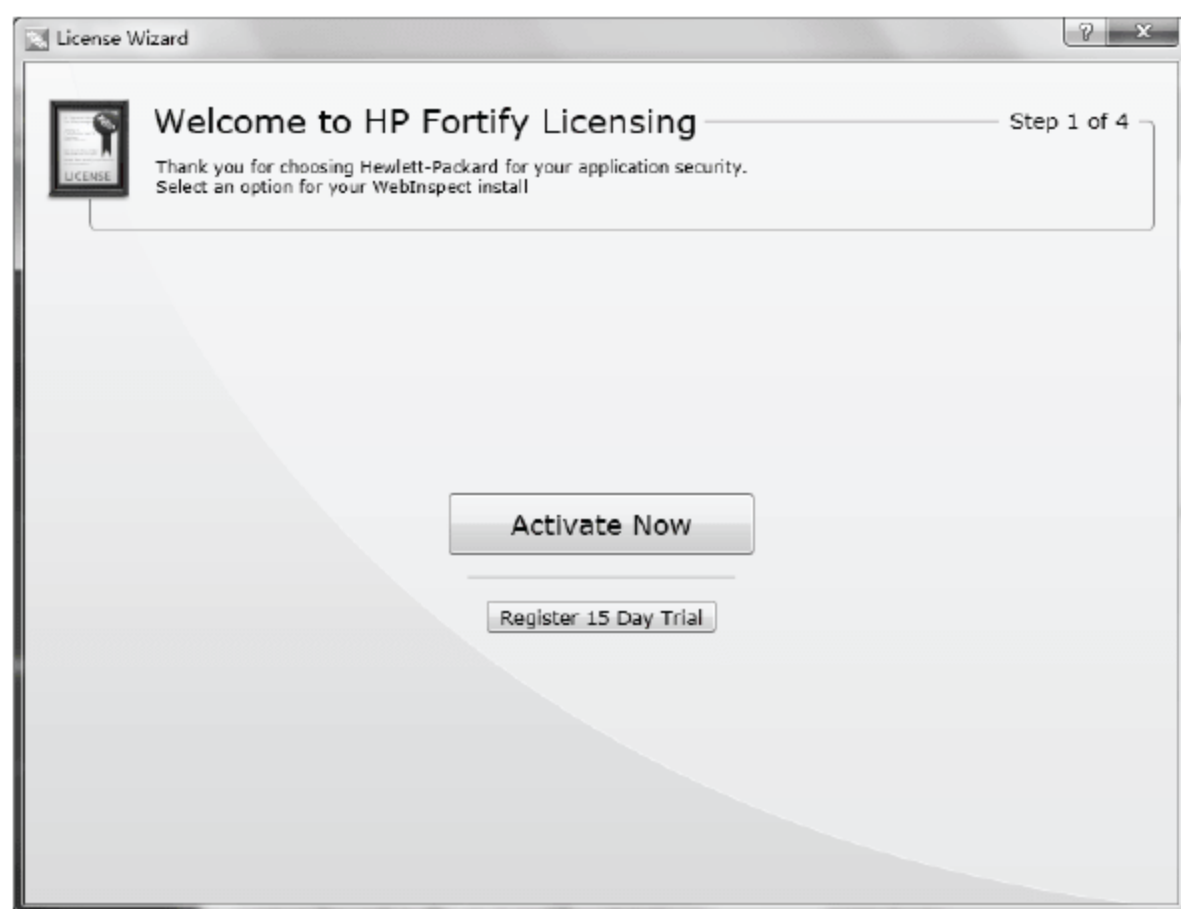 License Wizard
?
x
Welcome to HP Fortify Licensing
Step 1 of 4
Thank you for choosing Hewlett-Packard for your application security.
Select an option for your WebInspect install
LICENSE
Activate Now
Register 15 Day Trial